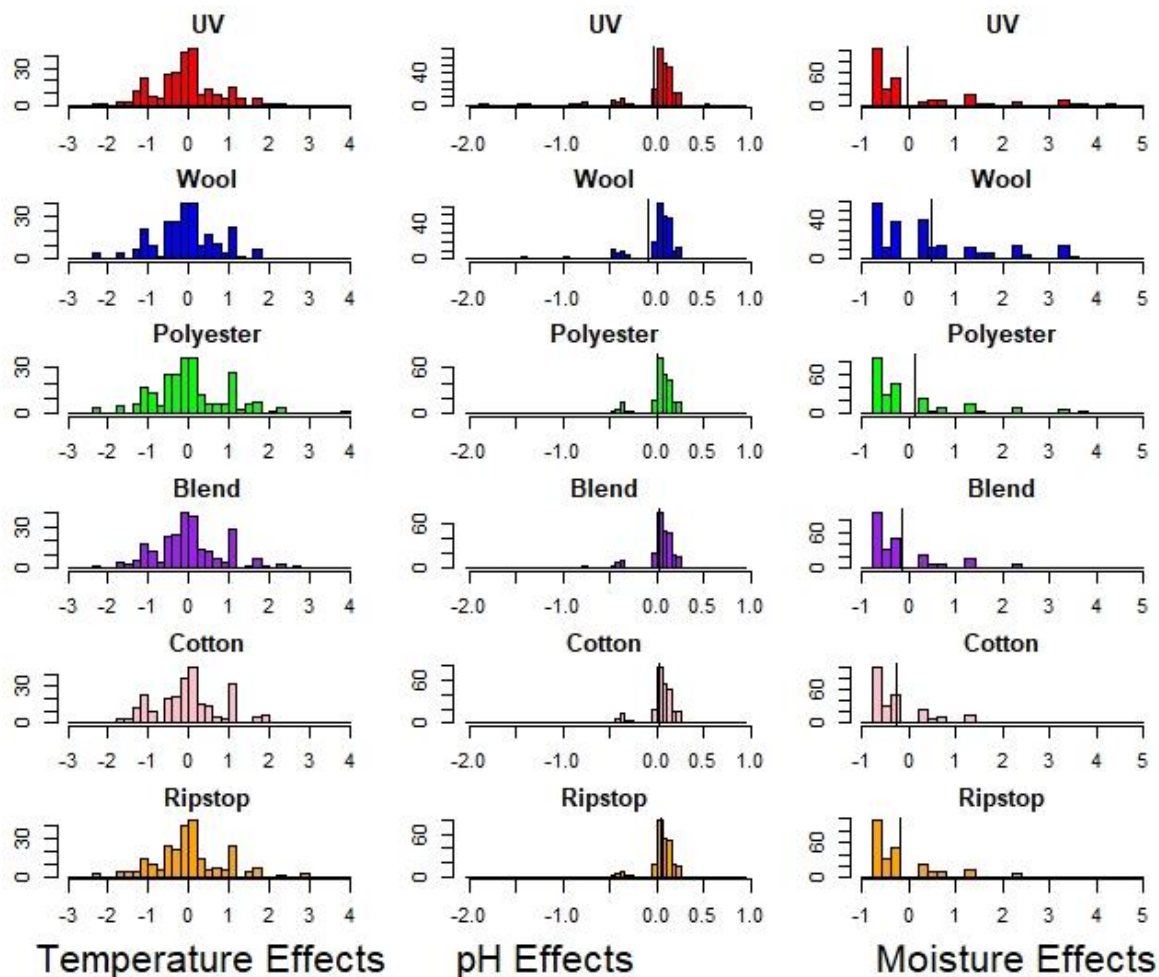 UV UV UV
0 30 0 40 0 60
-3 -2 -1 0 1 2 3 4 -2.0 -1.0 0.0 0.5 1.0 -1 0 1 2 3 4 5
Wool Wool Wool
0 30 0 40 0 40
-3 -2 -1 0 1 2 3 4 -2.0 -1.0 0.0 0.5 1.0 -1 0 1 2 3 4 5
Polyester Polyester Polyester
0 30 0 60 0 60
-3 -2 -1 0 1 2 3 4 -2.0 -1.0 0.0 0.5 1.0 -1 0 1 2 3 4 5
Blend Blend Blend
0 30 0 60 0 60
-3 -2 -1 0 1 2 3 4 -2.0 -1.0 0.0 0.5 1.0 -1 0 1 2 3 4 5
Cotton Cotton Cotton
0 30 0 60 0 60
-3 -2 -1 0 1 2 3 4 -2.0 -1.0 0.0 0.5 1.0 -1 0 1 2 3 4 5
Ripstop Ripstop Ripstop
0 30 0 60 0 60
-3 -2 -1 0 1 2 3 4 -2.0 -1.0 0.0 0.5 1.0 -1 0 1 2 3 4 5
Temperature Effects pH Effects Moisture Effects